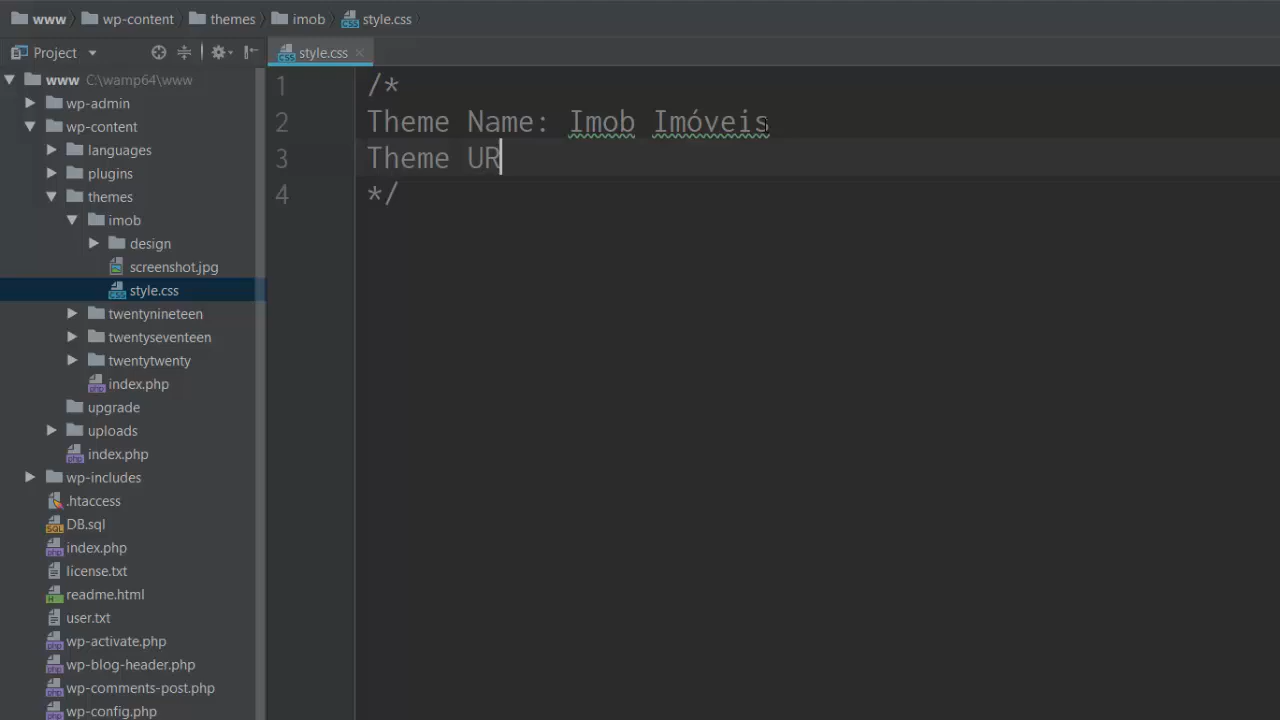 www wp-content themes imob style.css
Project
style.css
www C:\wamp64\www
wp-admin
wp-content
languages
plugins
themes
imob
design
screenshot.jpg
style.css
twentynineteen
twentyseventeen
twentytwenty
index.php
upgrade
uploads
index.php
wp-includes
.htaccess
DB.sql
index.php
license.txt
readme.html
user.txt
wp-activate.php
wp-blog-header.php
wp-comments-post.php
wp-config.php
1 /*
2 Theme Name: Imob Imóveis
3 Theme UR
4 */